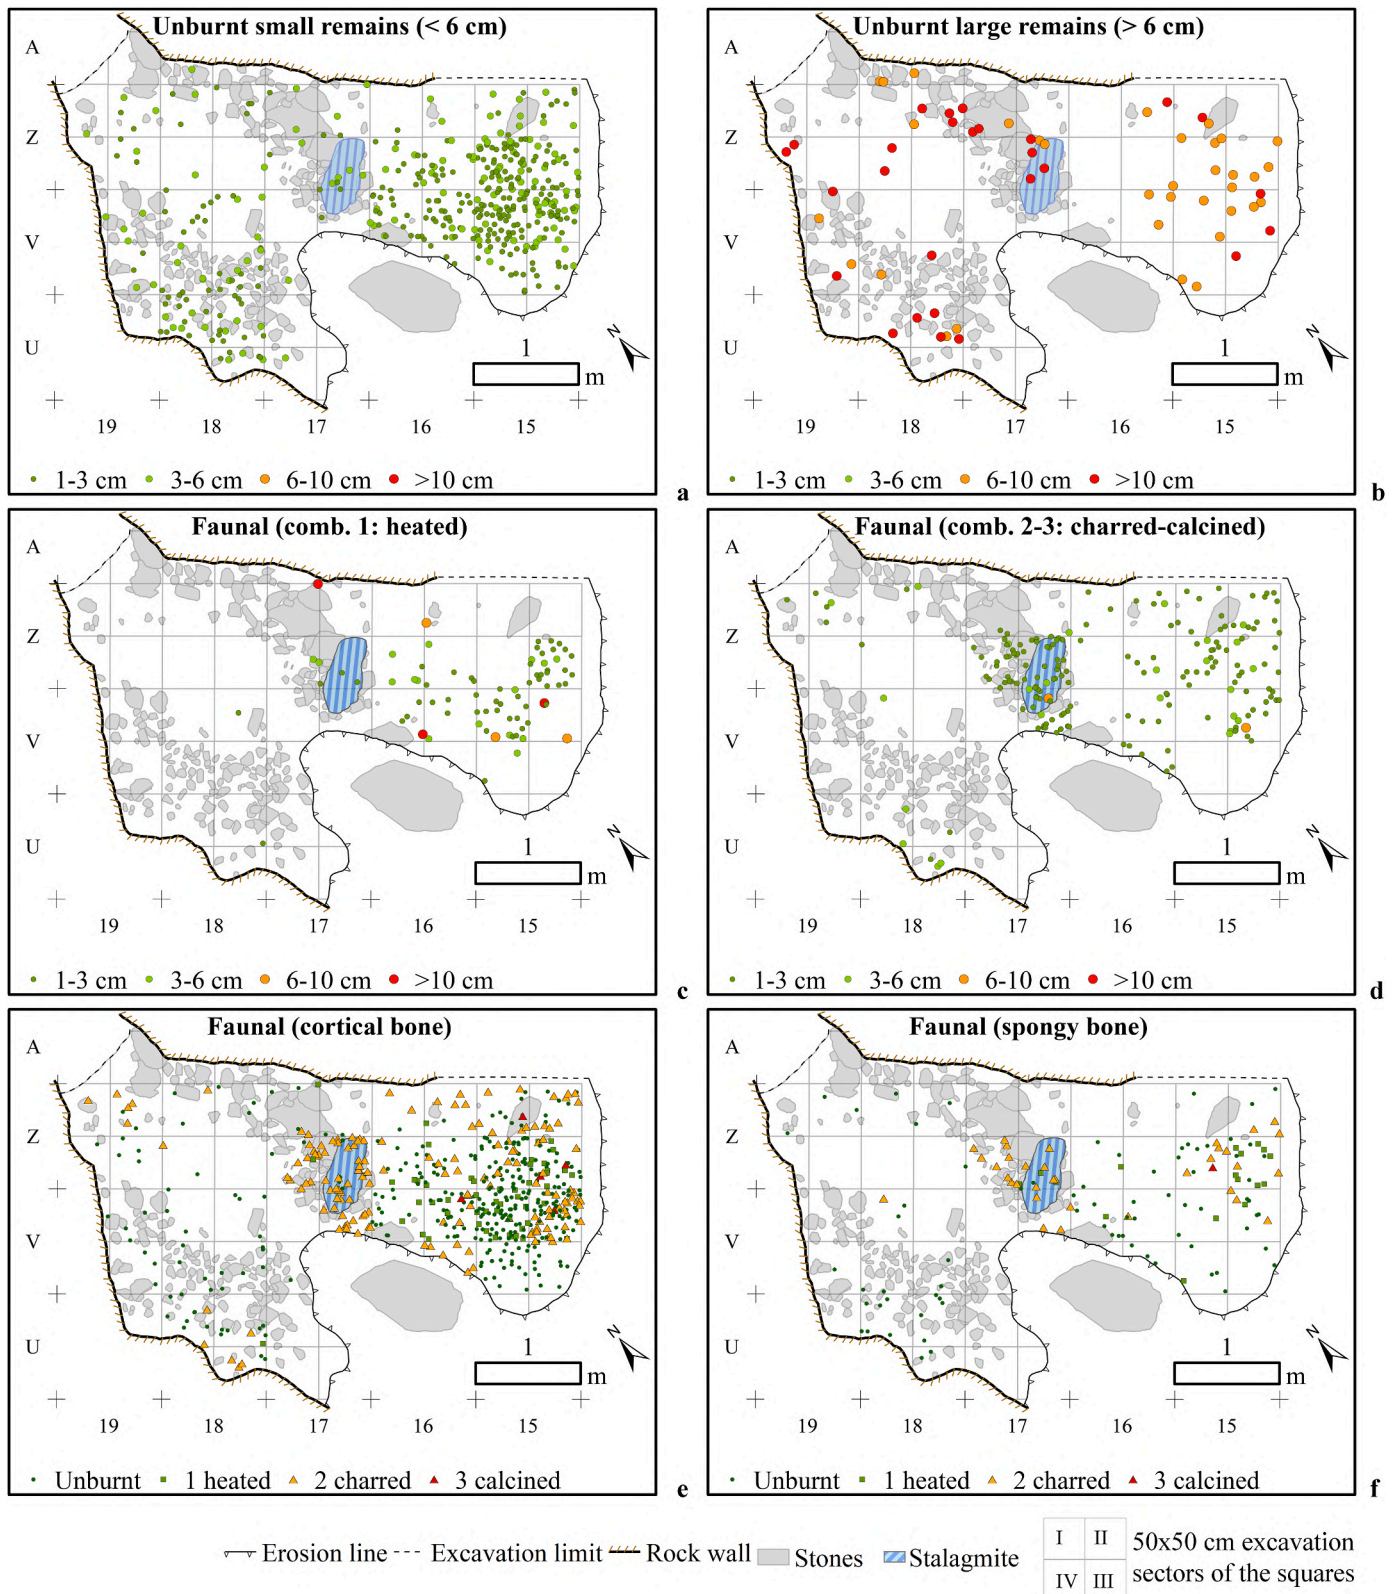 Unburnt small remains (< 6 cm)
A
Z
V
U
N
1
m
19 18 17 16 15
1-3 cm 3-6 cm 6-10 cm >10 cm
a
Unburnt large remains (> 6 cm)
A
Z
V
U
N
1
m
19 18 17 16 15
1-3 cm 3-6 cm 6-10 cm >10 cm
b
Faunal (comb. 1: heated)
A
Z
V
U
N
1
m
19 18 17 16 15
1-3 cm 3-6 cm 6-10 cm >10 cm
c
Faunal (comb. 2-3: charred-calcined)
A
Z
V
U
N
1
m
19 18 17 16 15
1-3 cm 3-6 cm 6-10 cm >10 cm
d
Faunal (cortical bone)
A
Z
V
U
N
1
m
19 18 17 16 15
Unburnt 1 heated 2 charred 3 calcined
e
Faunal (spongy bone)
A
Z
V
U
N
1
m
19 18 17 16 15
Unburnt 1 heated 2 charred 3 calcined
f
Erosion line Excavation limit Rock wall Stones Stalagmite
I II
IV III
50x50 cm excavation
sectors of the squares